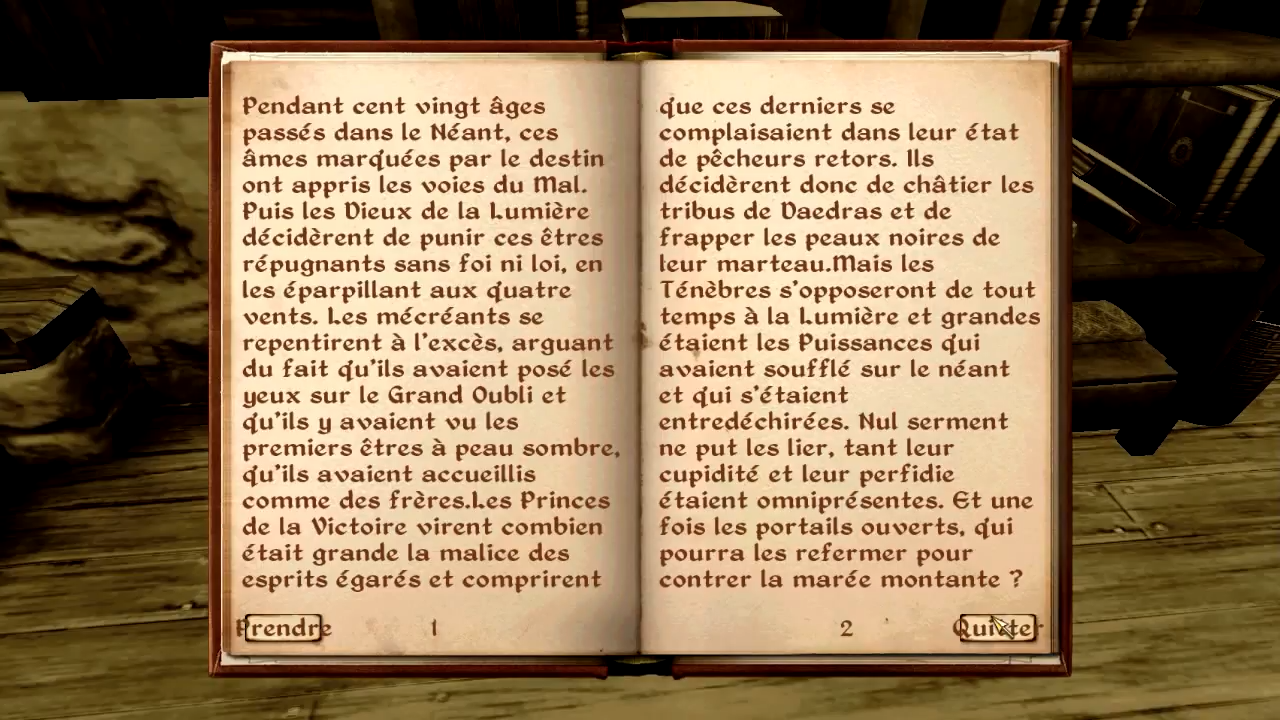 Pendant cent vingt âges
passés dans le Néant, ces
âmes marquées par le destin
ont appris les voies du Mal.
Puis les Dieux de la Lumière
décidèrent de punir ces êtres
répugnants sans foi ni loi, en
les éparpillant aux quatre
vents. Les mécréants se
repentirent à l'excès, arguant
du fait qu'ils avaient posé les
yeux sur le Grand Oubli et
qu'ils y avaient vu les
premiers êtres à peau sombre,
qu'ils avaient accueillis
comme des frères.Les Princes
de la Victoire virent combien
était grande la malice des
esprits égarés et comprirent
que ces derniers se
complaisaient dans leur état
de pêcheurs retors. Ils
décidèrent donc de châtier les
tribus de Daedras et de
frapper les peaux noires de
leur marteau.Mais les
Ténèbres s'opposeront de tout
temps à la Lumière et grandes
étaient les Puissances qui
avaient soufflé sur le néant
et qui s'étaient
entredéchirées. Nul serment
ne put les lier, tant leur
cupidité et leur perfidie
étaient omniprésentes. Et une
fois les portails ouverts, qui
pourra les refermer pour
contrer la marée montante ?
Prendre 1 2 Quitter